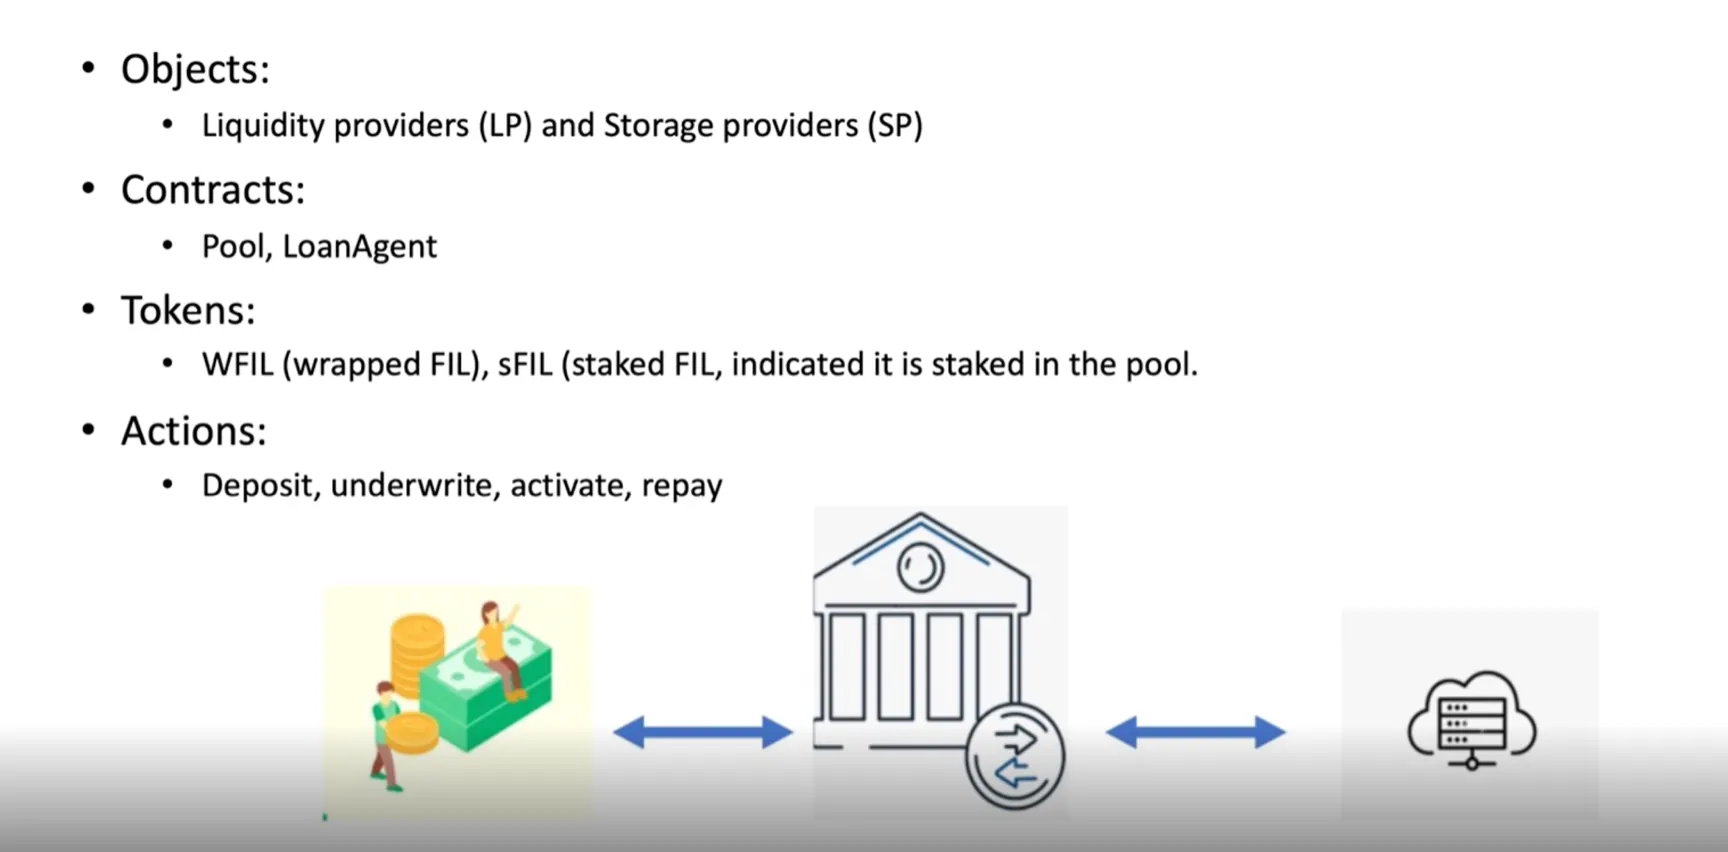 • Objects:
• Liquidity providers (LP) and Storage providers (SP)
• Contracts:
• Pool, LoanAgent
• Tokens:
• WFIL (wrapped FIL), sFIL (staked FIL, indicated it is staked in the pool.
• Actions:
• Deposit, underwrite, activate, repay